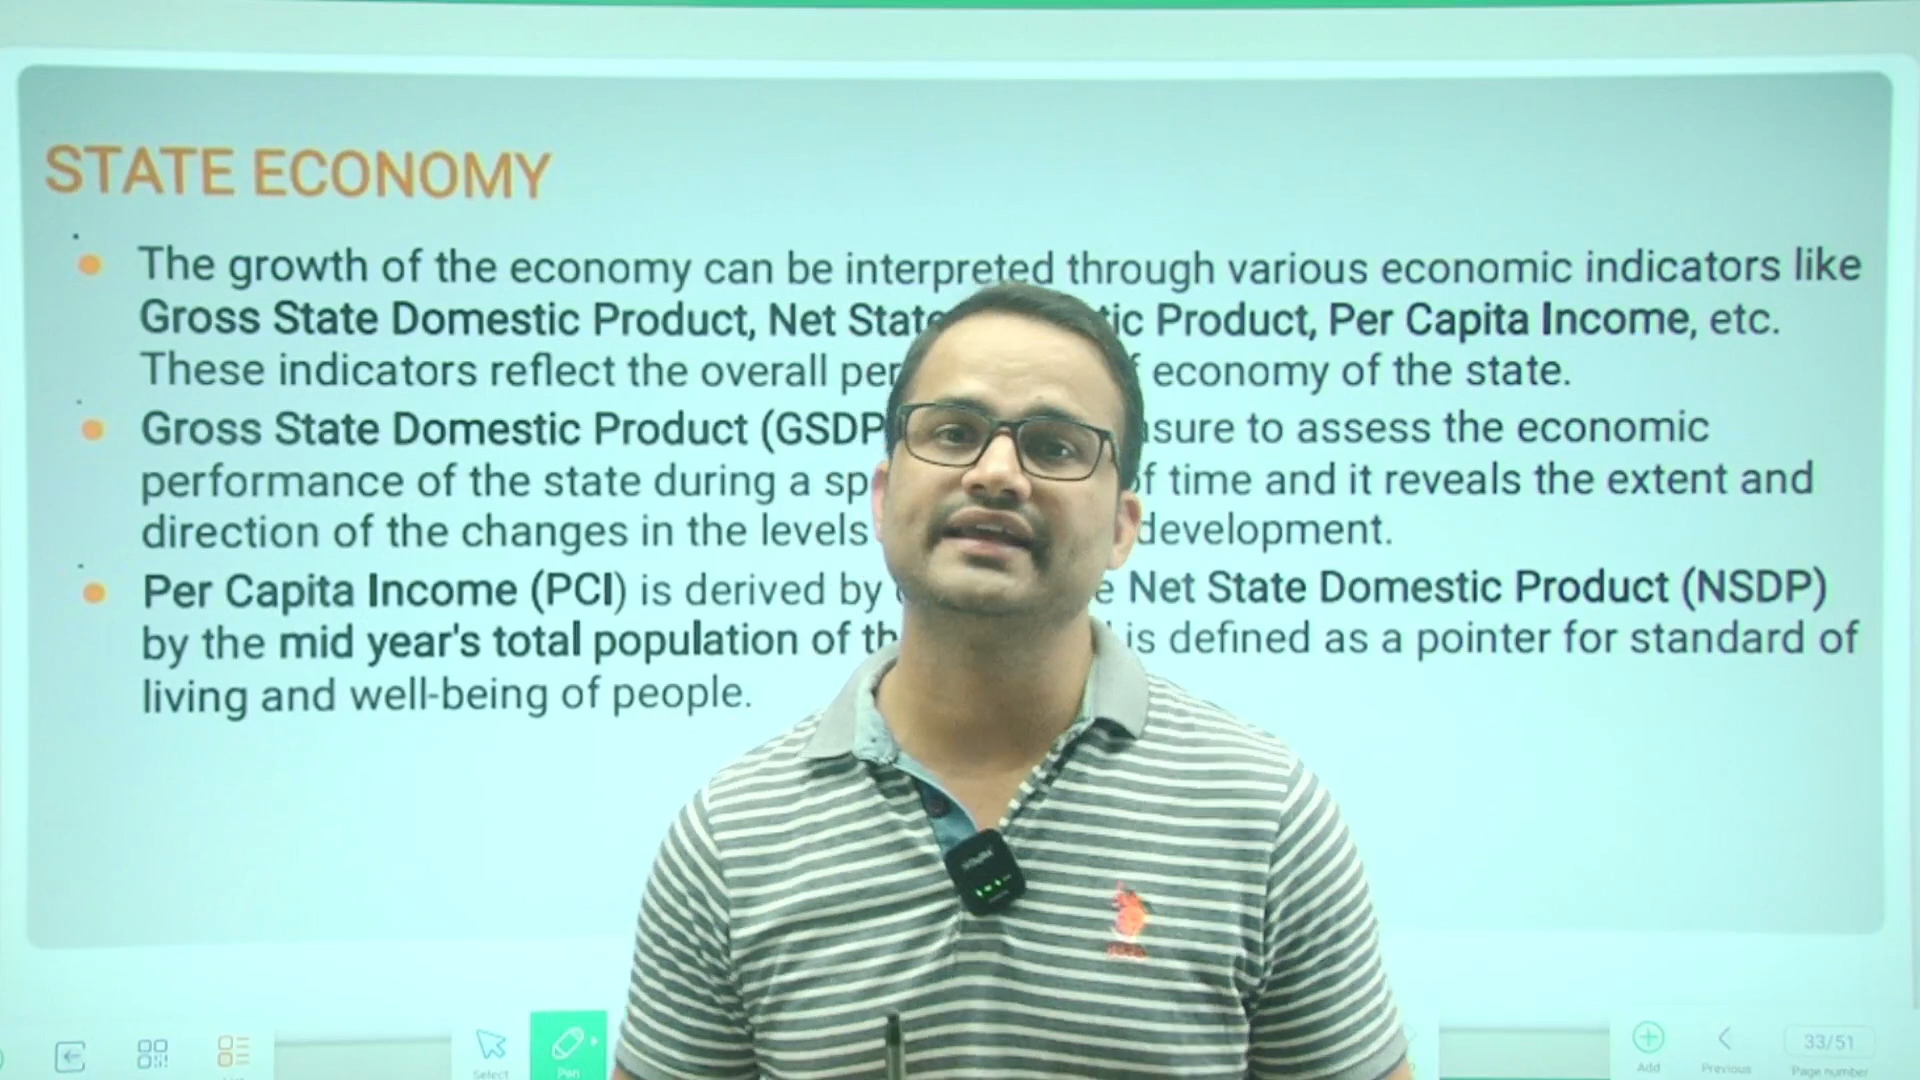 STATE ECONOMY
The growth of the economy can be interpreted through various economic indicators like
Gross State Domestic Product, Net State tic Product, Per Capita Income, etc.
These indicators reflect the overall economy of the state.
Gross State Domestic Product (GSDP to assess the economic
performance of the state during a of time and it reveals the extent and
direction of the changes in the levels development.
Per Capita Income (PCI) is derived by Net State Domestic Product (NSDP)
by the mid year's total population of is defined as a pointer for standard of
living and well-being of people.
Select
Pen
Add
Previous
33/51
Page number